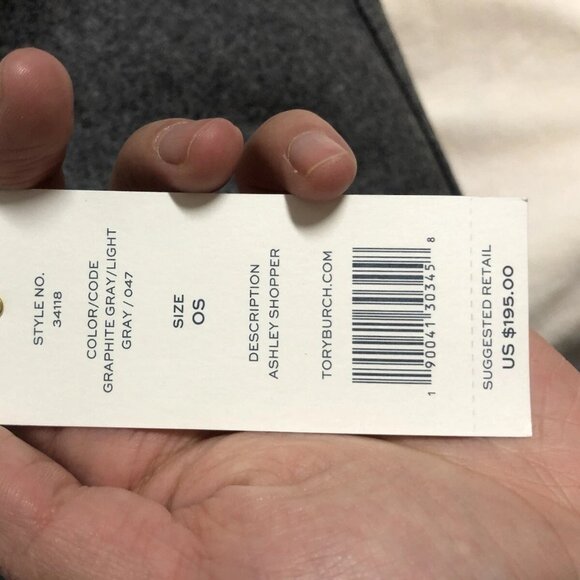 STYLE NO.
34118
COLOR/CODE
GRAPHITE GRAY/LIGHT
GRAY / 047
SIZE
OS
DESCRIPTION
ASHLEY SHOPPER
TORYBURCH.COM
1 90041 30345 8
SUGGESTED RETAIL
US $195.00